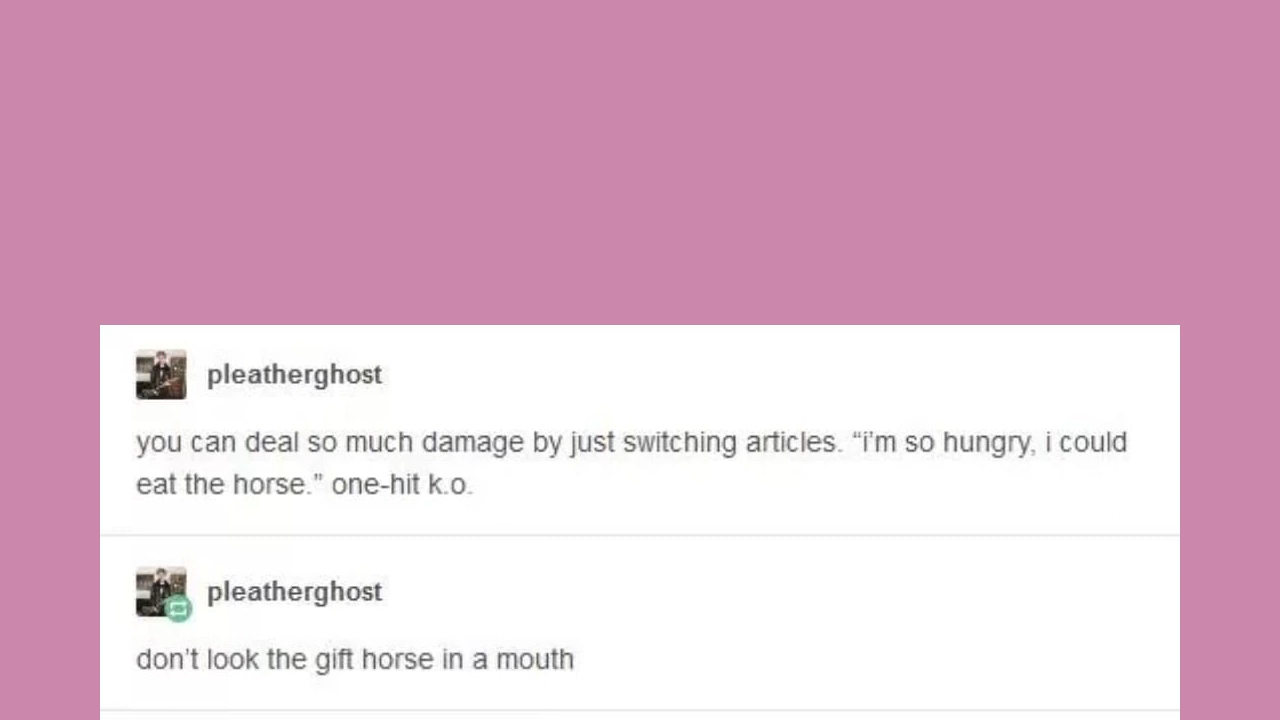 pleatherghost
you can deal so much damage by just switching articles. “i’m so hungry, i could
eat the horse.” one-hit k.o.
pleatherghost
don’t look the gift horse in a mouth